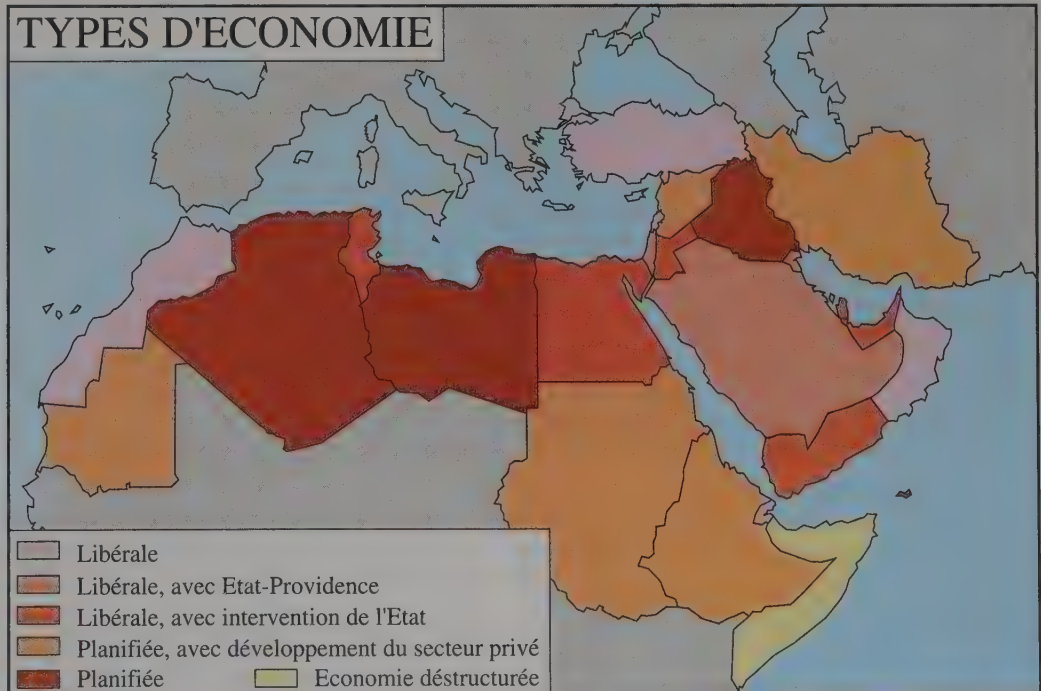 TYPES D'ECONOMIE
Libérale
Libérale, avec Etat-Providence
Libérale, avec intervention de l'Etat
Planifiée, avec développement du secteur privé
Planifiée
Economie déstructurée